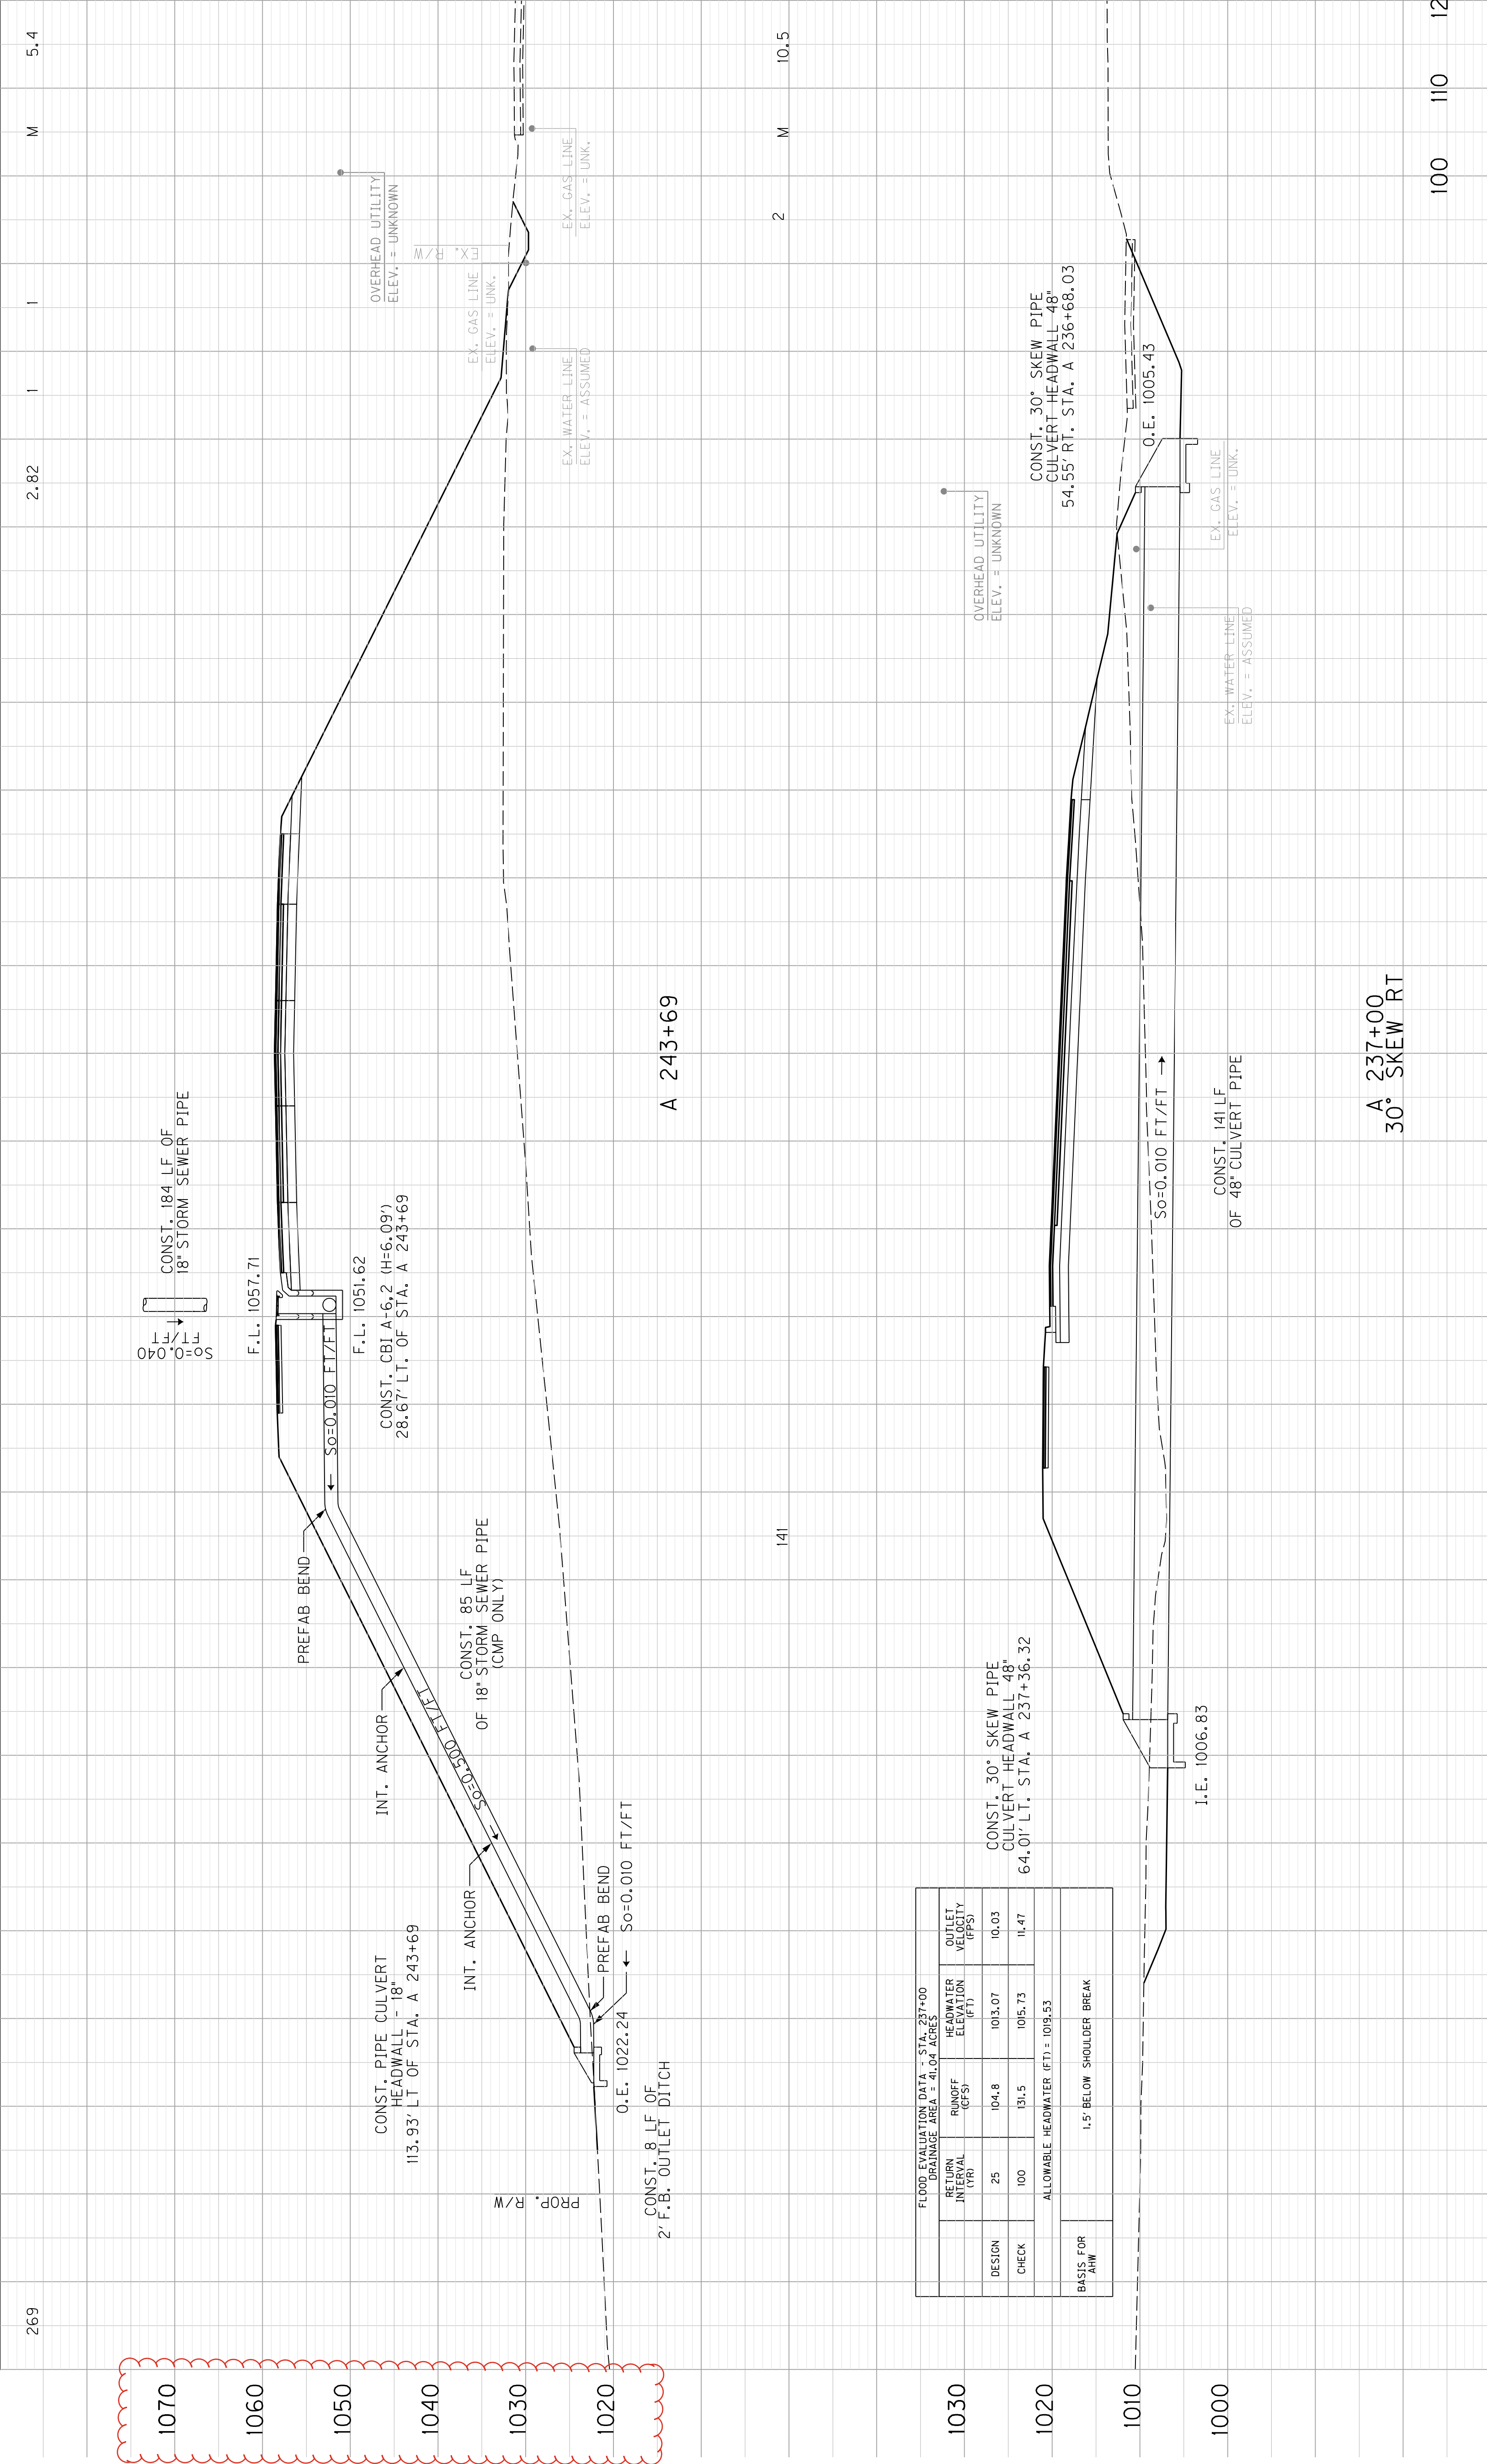 269
2.82
1
1
M
5.4
1070
1060
1050
1040
1030
1020
So=0.040
FT/FT
CONST. 184 LF OF
18" STORM SEWER PIPE
F.L. 1057.71
F.L. 1051.62
CONST. CBI A-6,2 (H=6.09')
28.67' LT. OF STA. A 243+69
So=0.010 FT/FT
PREFAB BEND
INT. ANCHOR
INT. ANCHOR
So=0.500 FT/FT
CONST. 85 LF
OF 18" STORM SEWER PIPE
(CMP ONLY)
CONST. PIPE CULVERT
HEADWALL - 18"
113.93' LT OF STA. A 243+69
PREFAB BEND
So=0.010 FT/FT
O.E. 1022.24
CONST. 8 LF OF
2' F.B. OUTLET DITCH
PROP. R/W
OVERHEAD UTILITY
ELEV. = UNKNOWN
EX. R/W
EX. GAS LINE
ELEV. = UNK.
EX. WATER LINE
ELEV. = ASSUMED
EX. GAS LINE
ELEV. = UNK.
A 243+69
141
2
M
10.5
1030
1020
1010
1000
FLOOD EVALUATION DATA - STA. 237+00
DRAINAGE AREA = 41.04 ACRES
RETURN INTERVAL (YR)
RUNOFF (CFS)
HEADWATER ELEVATION (FT)
OUTLET VELOCITY (FPS)
DESIGN 25 104.8 1013.07 10.03
CHECK 100 131.5 1015.73 11.47
ALLOWABLE HEADWATER (FT) = 1019.53
BASIS FOR AHW 1.5' BELOW SHOULDER BREAK
CONST. 30° SKEW PIPE
CULVERT HEADWALL 48"
64.01' LT. STA. A 237+36.32
I.E. 1006.83
So=0.010 FT/FT
CONST. 141 LF
OF 48" CULVERT PIPE
OVERHEAD UTILITY
ELEV. = UNKNOWN
CONST. 30° SKEW PIPE
CULVERT HEADWALL 48"
54.55' RT. STA. A 236+68.03
O.E. 1005.43
EX. GAS LINE
ELEV. = UNK.
EX. WATER LINE
ELEV. = ASSUMED
A 237+00
30° SKEW RT
100
110
12